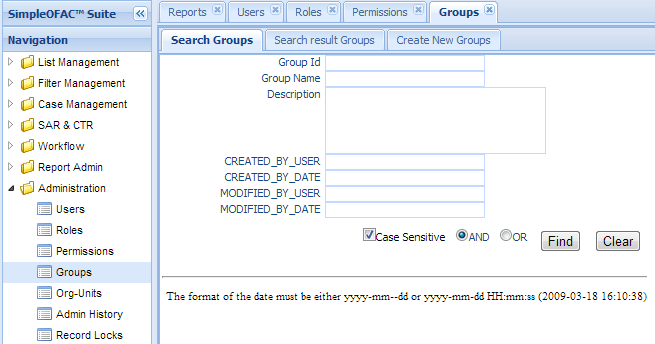 SimpleOFAC™ Suite
Navigation
List Management
Filter Management
Case Management
SAR & CTR
Workflow
Report Admin
Administration
Users
Roles
Permissions
Groups
Org-Units
Admin History
Record Locks
Reports Users Roles Permissions Groups
Search Groups Search result Groups Create New Groups
Group Id
Group Name
Description
CREATED_BY_USER
CREATED_BY_DATE
MODIFIED_BY_USER
MODIFIED_BY_DATE
Case Sensitive AND OR Find Clear
The format of the date must be either yyyy-mm--dd or yyyy-mm-dd HH:mm:ss (2009-03-18 16:10:38)